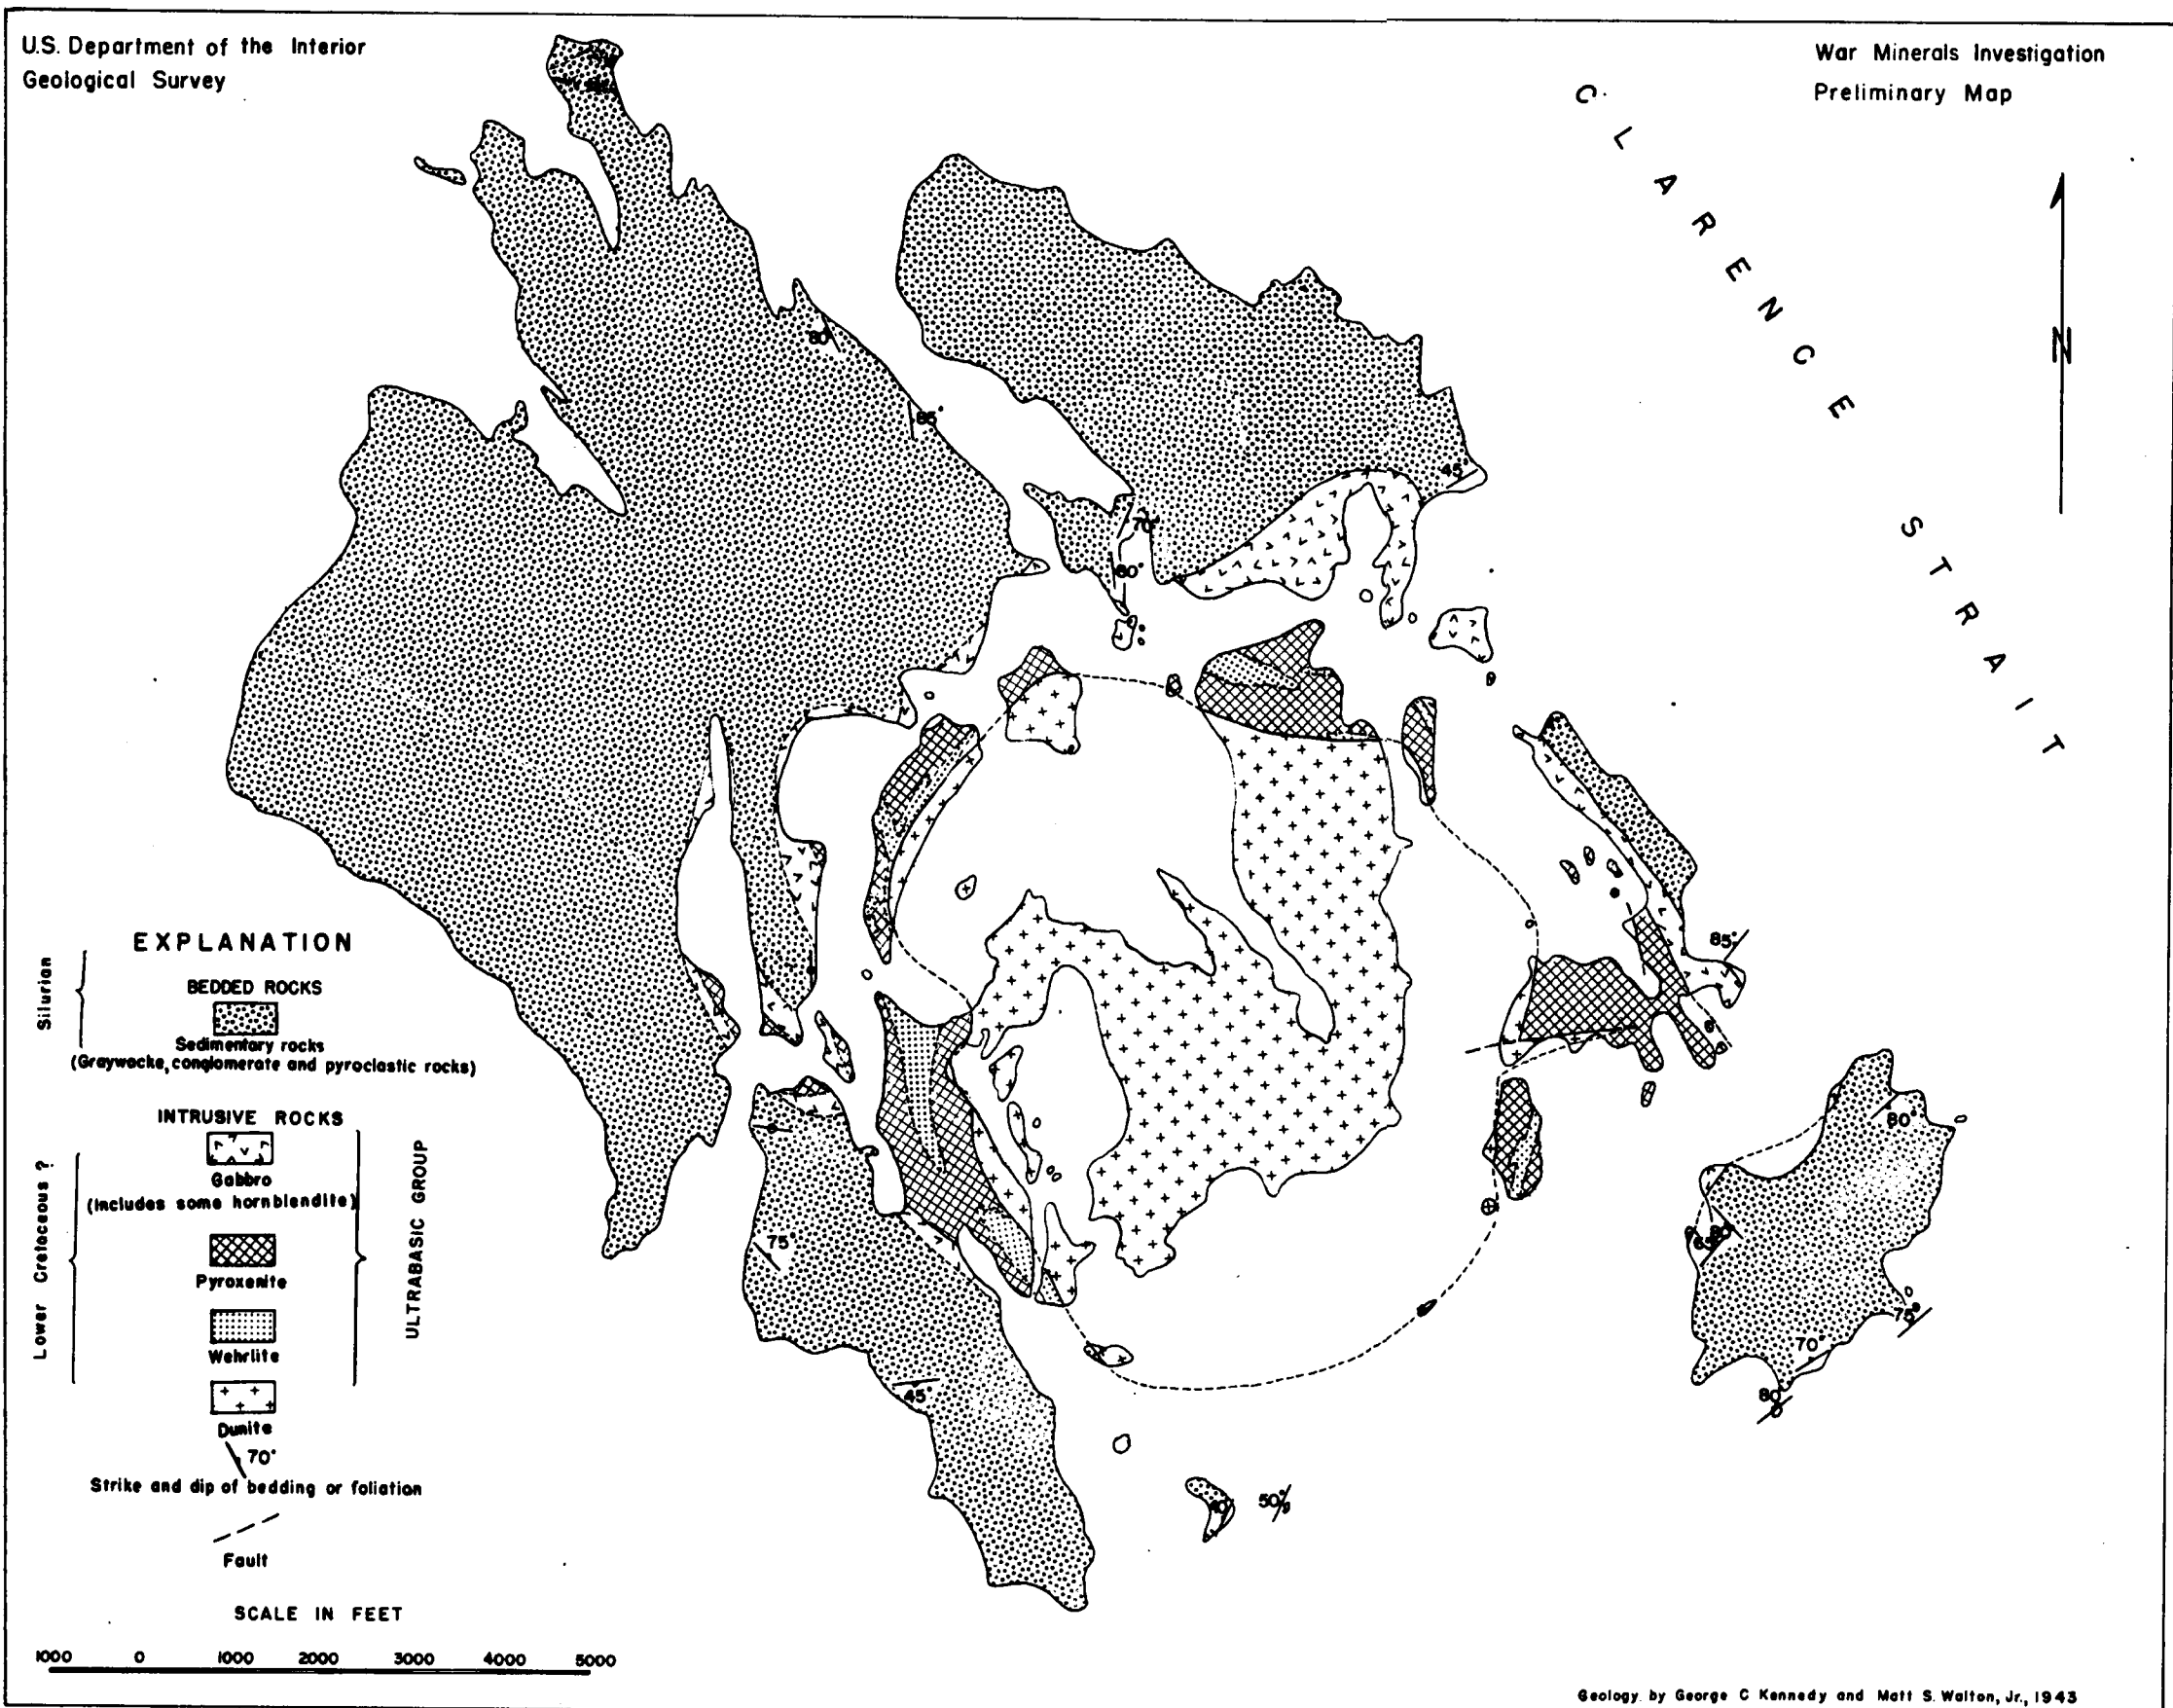 U.S. Department of the Interior
Geological Survey
War Minerals Investigation
Preliminary Map
CLARENCE STRAIT
N
80°
85°
45°
70°
60°
85°
80°
75
45°
75°
70°
80
40°
50°
EXPLANATION
Silurian
BEDDED ROCKS
Sedimentary rocks
(Graywacke, conglomerate and pyroclastic rocks)
INTRUSIVE ROCKS
Lower Cretaceous ?
ULTRABASIC GROUP
Gabbro
(Includes some hornblendite)
Pyroxenite
Wehrlite
Dunite
70°
Strike and dip of bedding or foliation
Fault
SCALE IN FEET
1000 0 1000 2000 3000 4000 5000
Geology by George C Kennedy and Matt S. Walton, Jr., 1943